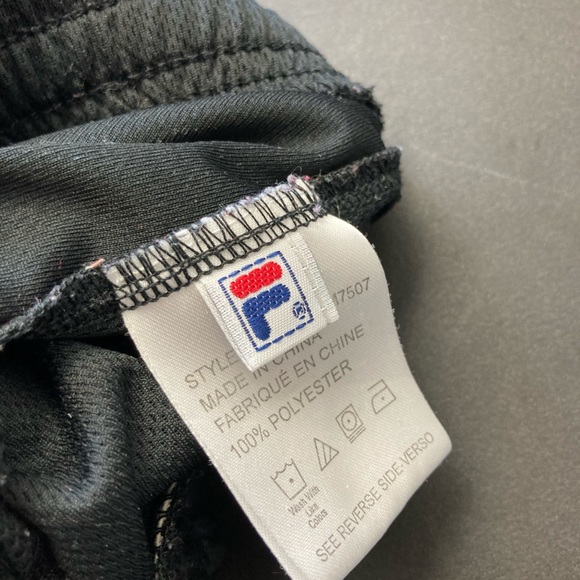 STYLE
MADE IN CHINA
FABRIQUÉ EN CHINE
100% POLYESTER
Wash With
Like
Colors
SEE REVERSE SIDE-VERSO